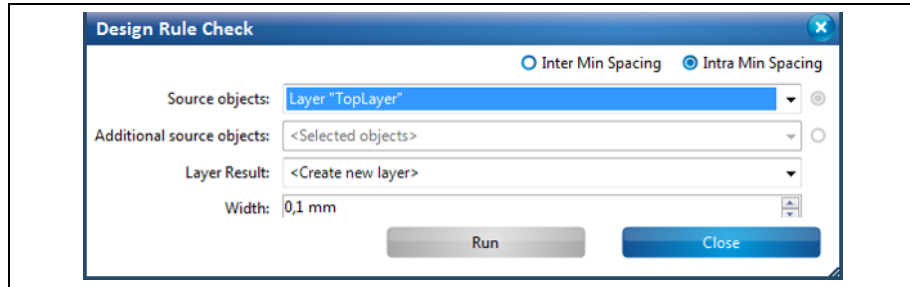 Design Rule Check
Inter Min Spacing Intra Min Spacing
Source objects: Layer "TopLayer"
Additional source objects: <Selected objects>
Layer Result: <Create new layer>
Width: 0,1 mm
Run Close